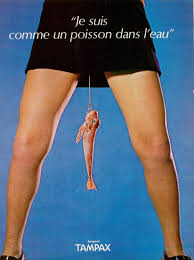 "Je suis
comme un poisson dans l'eau"
TAMPAX